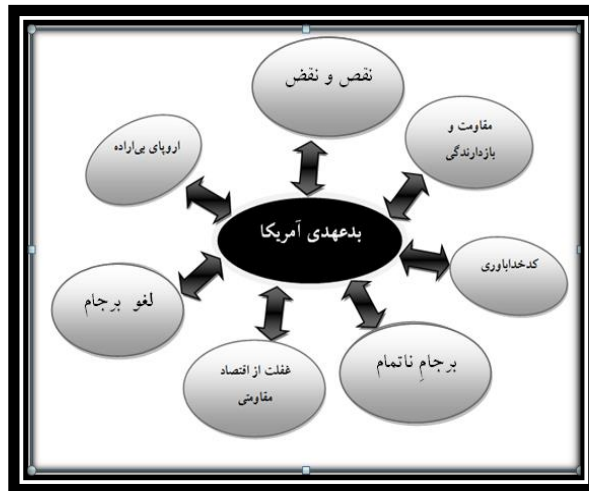 نقص و نقض
مقاومت و
بازدارندگی
اروپای بی‌اراده
بدعهدی آمریکا
کدخداباوری
لغو برجام
برجامِ ناتمام
غفلت از اقتصاد
مقاومتی